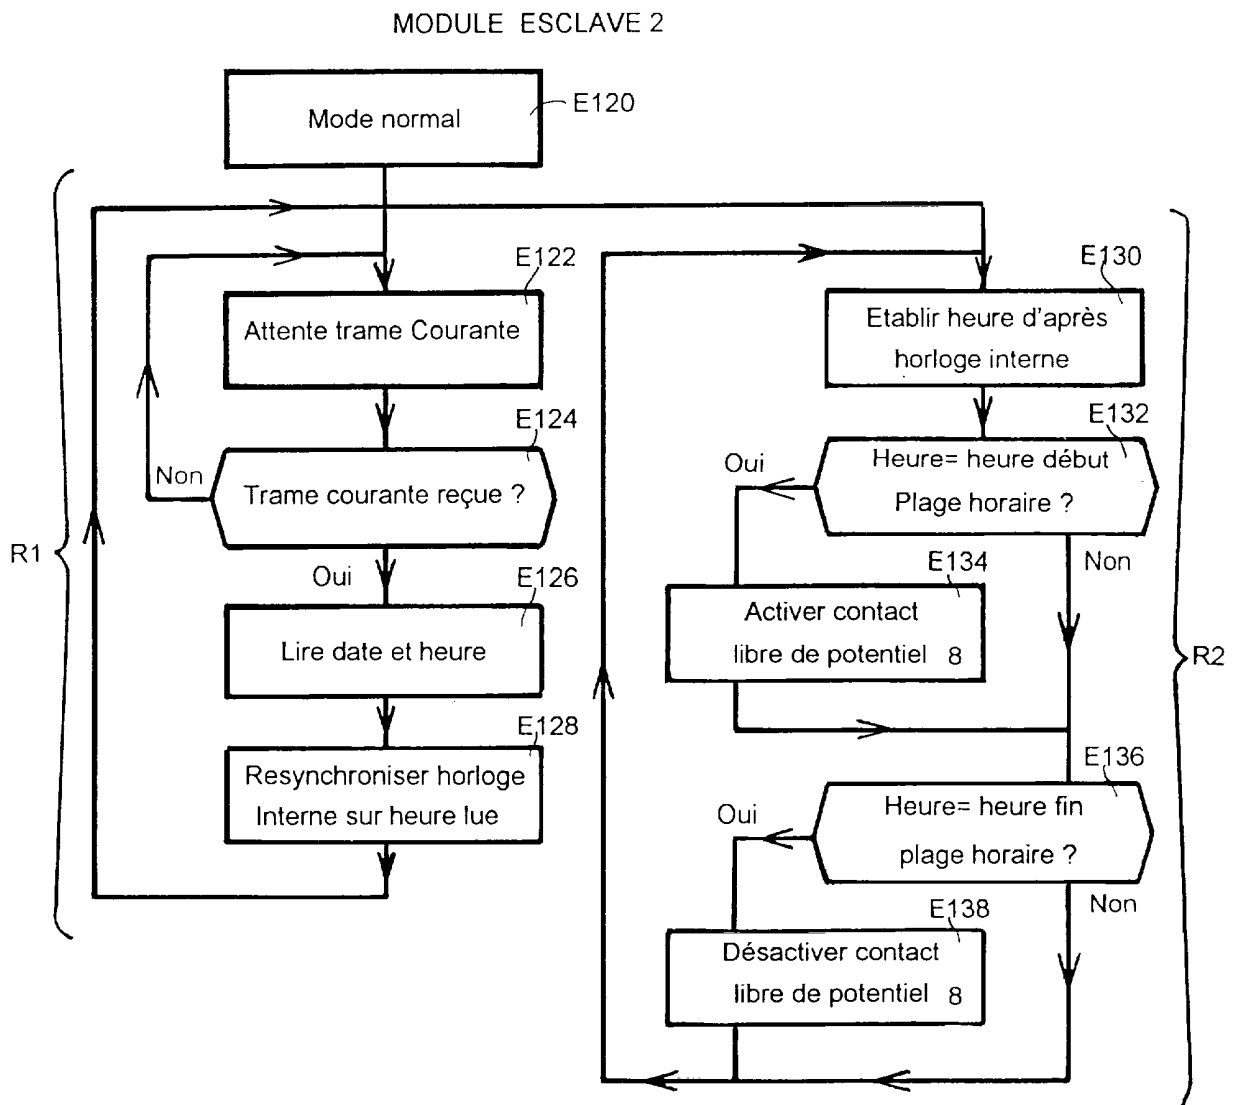 MODULE ESCLAVE 2
Mode normal
E120
R1
E122
Attente trame Courante
E124
Non
Trame courante reçue ?
Oui
E126
Lire date et heure
E128
Resynchroniser horloge
Interne sur heure lue
E130
Etablir heure d'après
horloge interne
E132
Oui
Heure= heure début
Plage horaire ?
Non
E134
Activer contact
libre de potentiel 8
R2
E136
Oui
Heure= heure fin
plage horaire ?
Non
E138
Désactiver contact
libre de potentiel 8